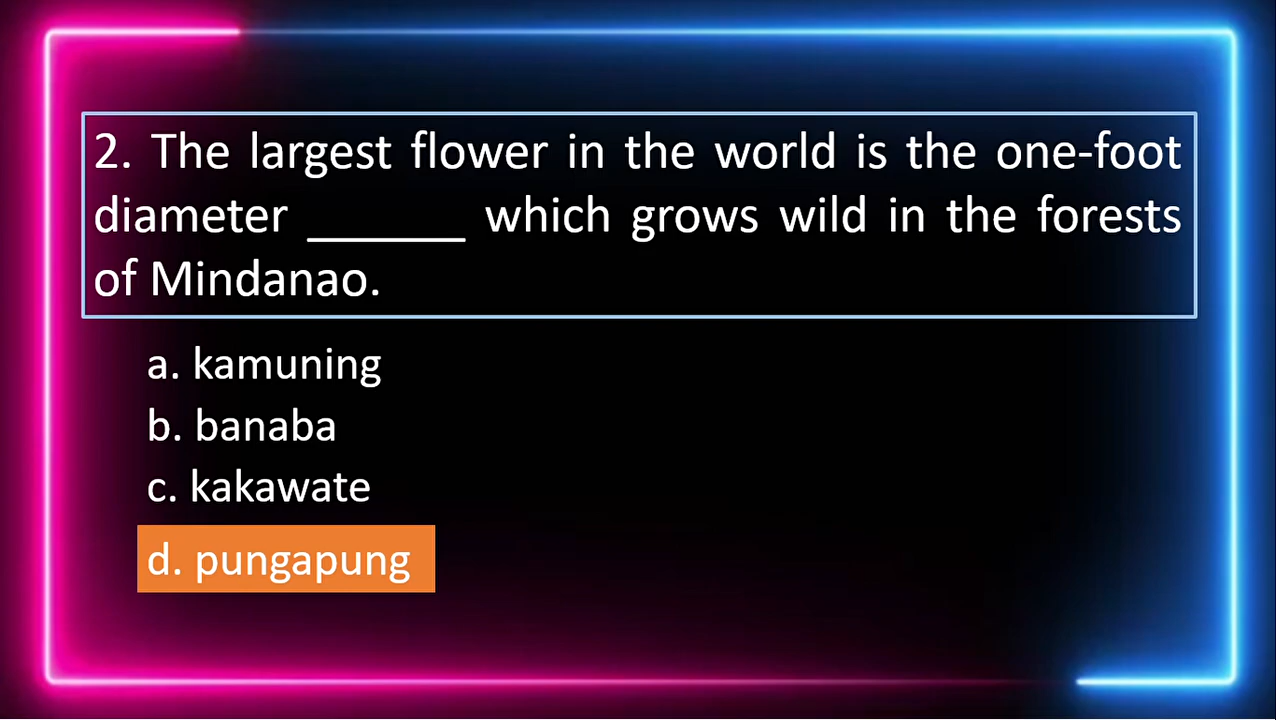 2. The largest flower in the world is the one-foot
diameter ______ which grows wild in the forests
of Mindanao.
a. kamuning
b. banaba
c. kakawate
d. pungapung